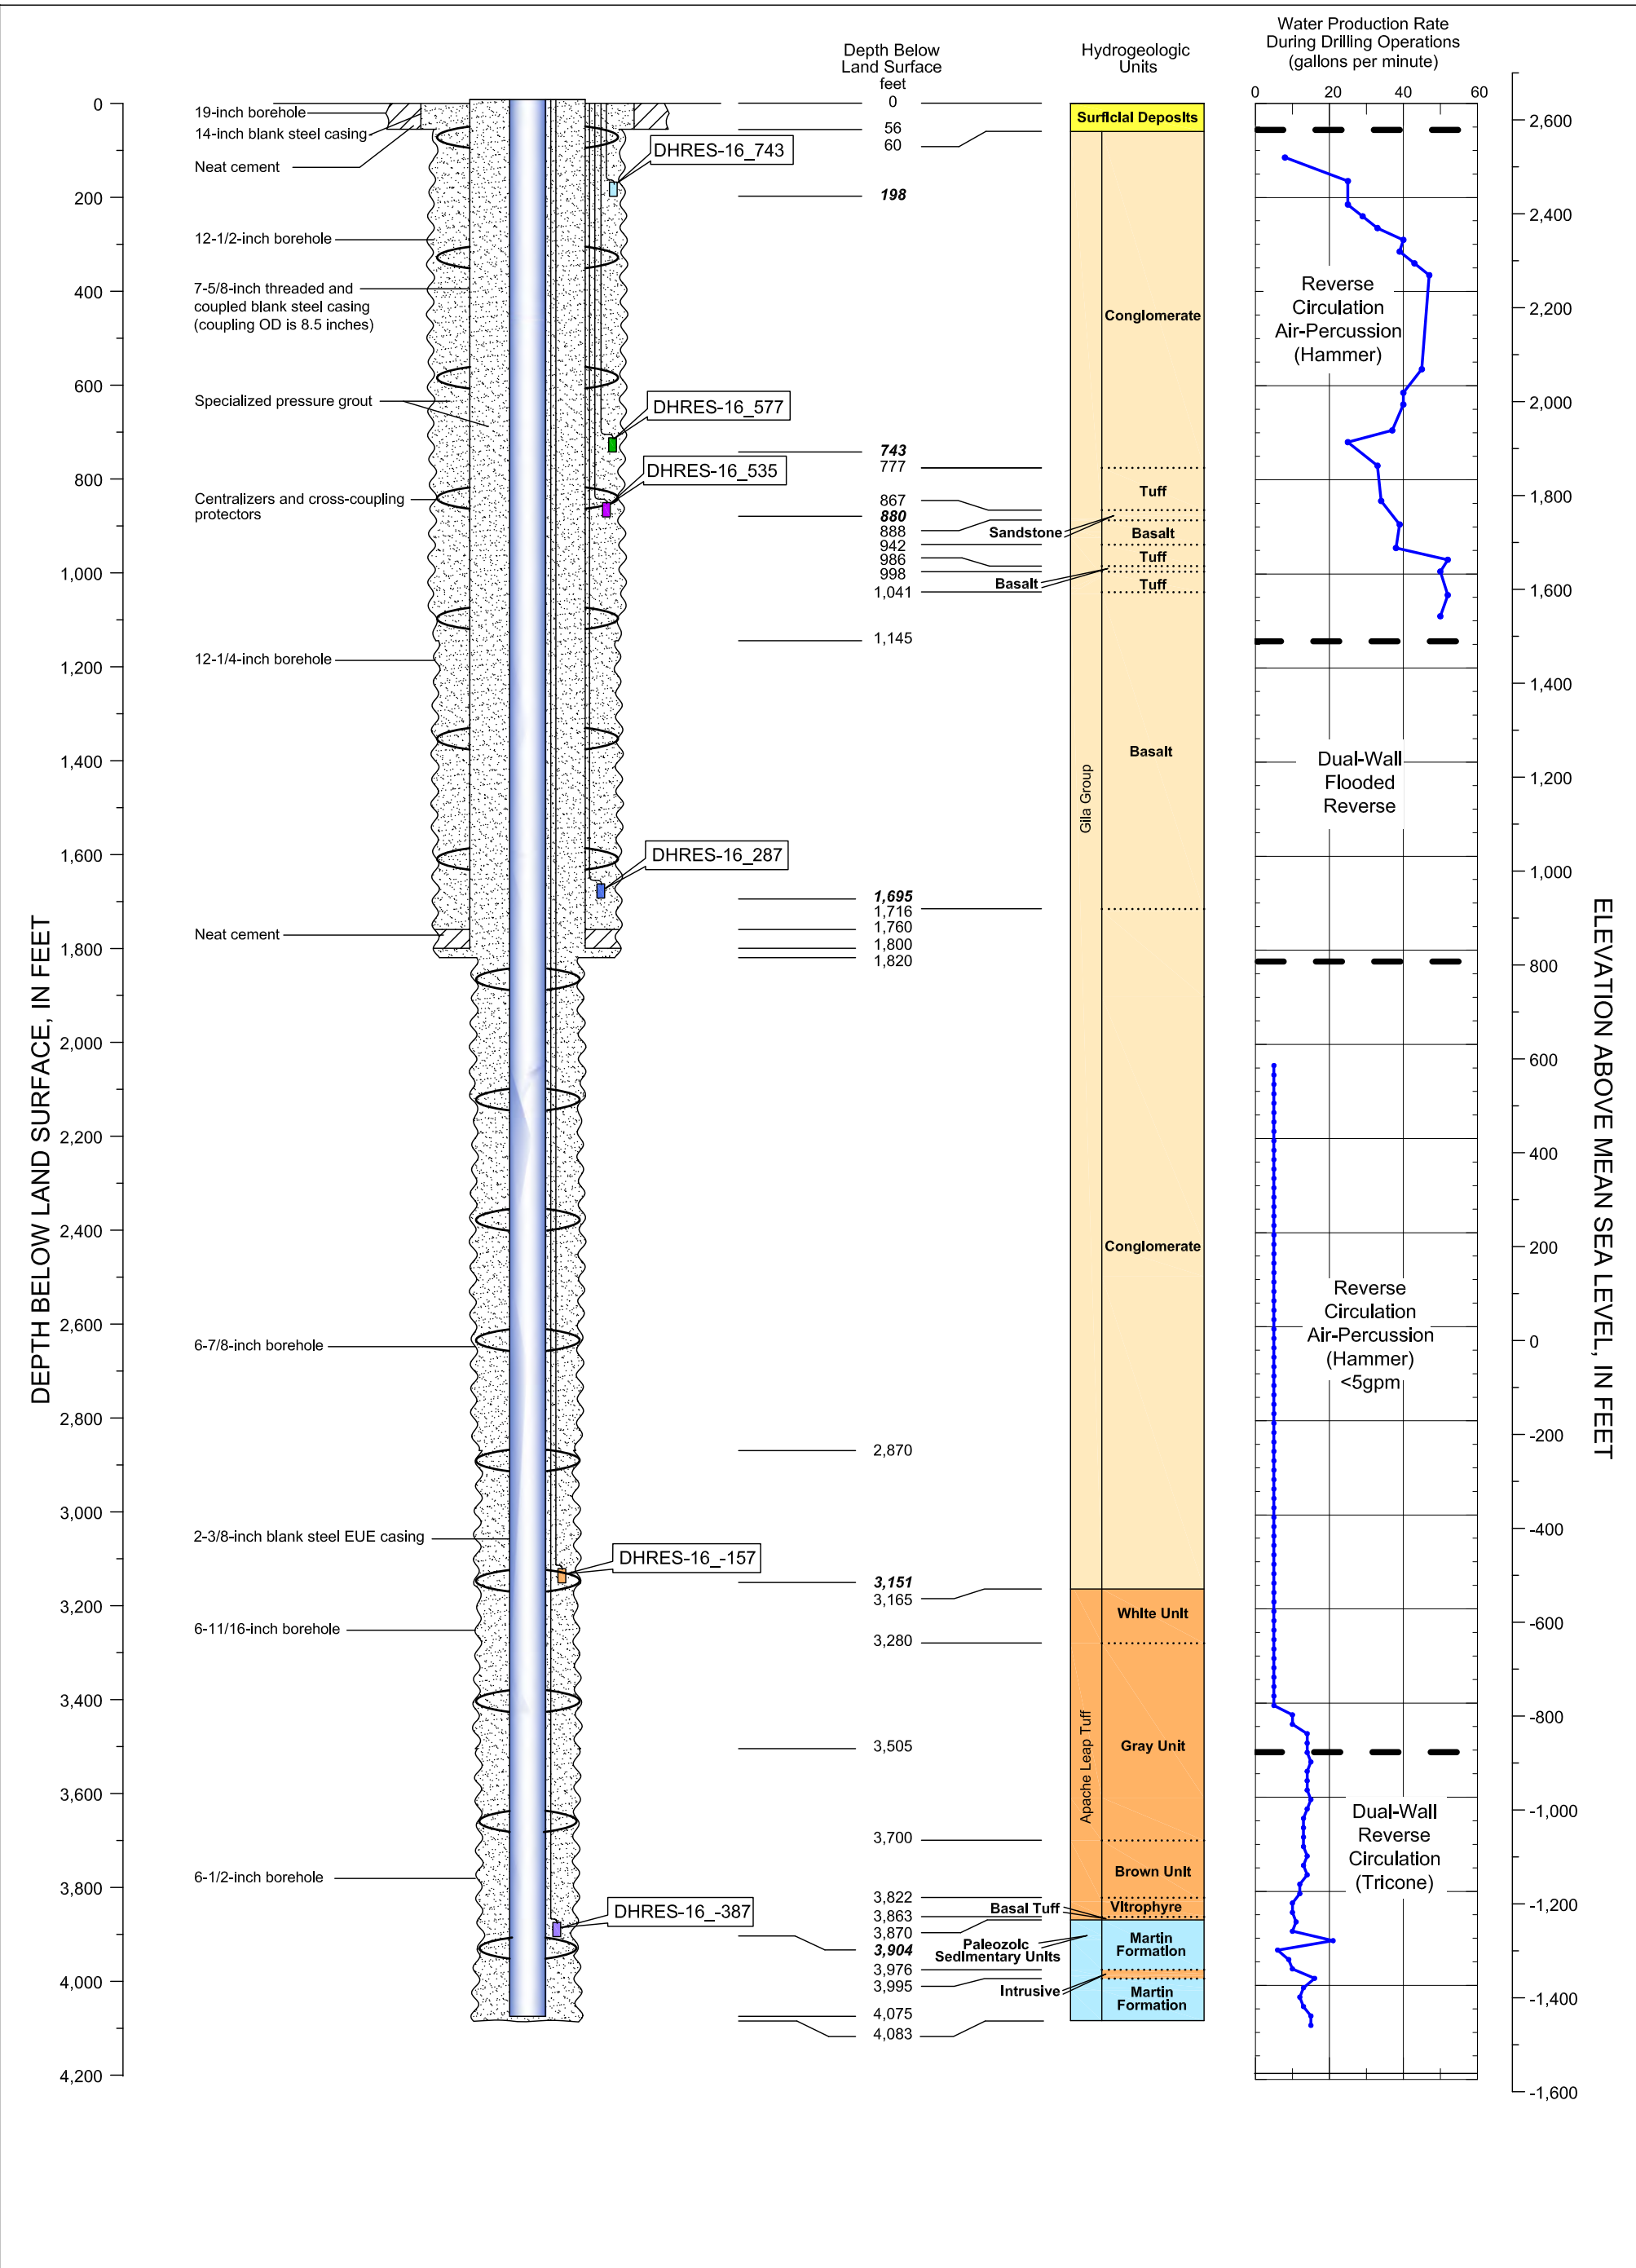 Water Production Rate
During Drilling Operations
(gallons per minute)
Depth Below
Land Surface
feet
Hydrogeologic
Units
0 20 40 60
DEPTH BELOW LAND SURFACE, IN FEET
0
200
400
600
800
1,000
1,200
1,400
1,600
1,800
2,000
2,200
2,400
2,600
2,800
3,000
3,200
3,400
3,600
3,800
4,000
4,200
19-inch borehole
14-inch blank steel casing
Neat cement
12-1/2-inch borehole
7-5/8-inch threaded and
coupled blank steel casing
(coupling OD is 8.5 inches)
Specialized pressure grout
Centralizers and cross-coupling
protectors
12-1/4-inch borehole
Neat cement
6-7/8-inch borehole
2-3/8-inch blank steel EUE casing
6-11/16-inch borehole
6-1/2-inch borehole
DHRES-16_743
DHRES-16_577
DHRES-16_535
DHRES-16_287
DHRES-16_-157
DHRES-16_-387
0
56
60
198
743
777
867
880
888
942
986
998
1,041
1,145
1,695
1,716
1,760
1,800
1,820
2,870
3,151
3,165
3,280
3,505
3,700
3,822
3,863
3,870
3,904
3,976
3,995
4,075
4,083
Surficial Deposits
Conglomerate
Tuff
Sandstone
Basalt
Tuff
Basalt
Tuff
Basalt
Gila Group
Conglomerate
White Unit
Gray Unit
Apache Leap Tuff
Brown Unit
Vitrophyre
Basal Tuff
Paleozoic
Sedimentary Units
Martin
Formation
Intrusive
Martin
Formation
Reverse
Circulation
Air-Percussion
(Hammer)
Dual-Wall
Flooded
Reverse
Reverse
Circulation
Air-Percussion
(Hammer)
<5gpm
Dual-Wall
Reverse
Circulation
(Tricone)
2,600
2,400
2,200
2,000
1,800
1,600
1,400
1,200
1,000
800
600
400
200
0
-200
-400
-600
-800
-1,000
-1,200
-1,400
-1,600
ELEVATION ABOVE MEAN SEA LEVEL, IN FEET